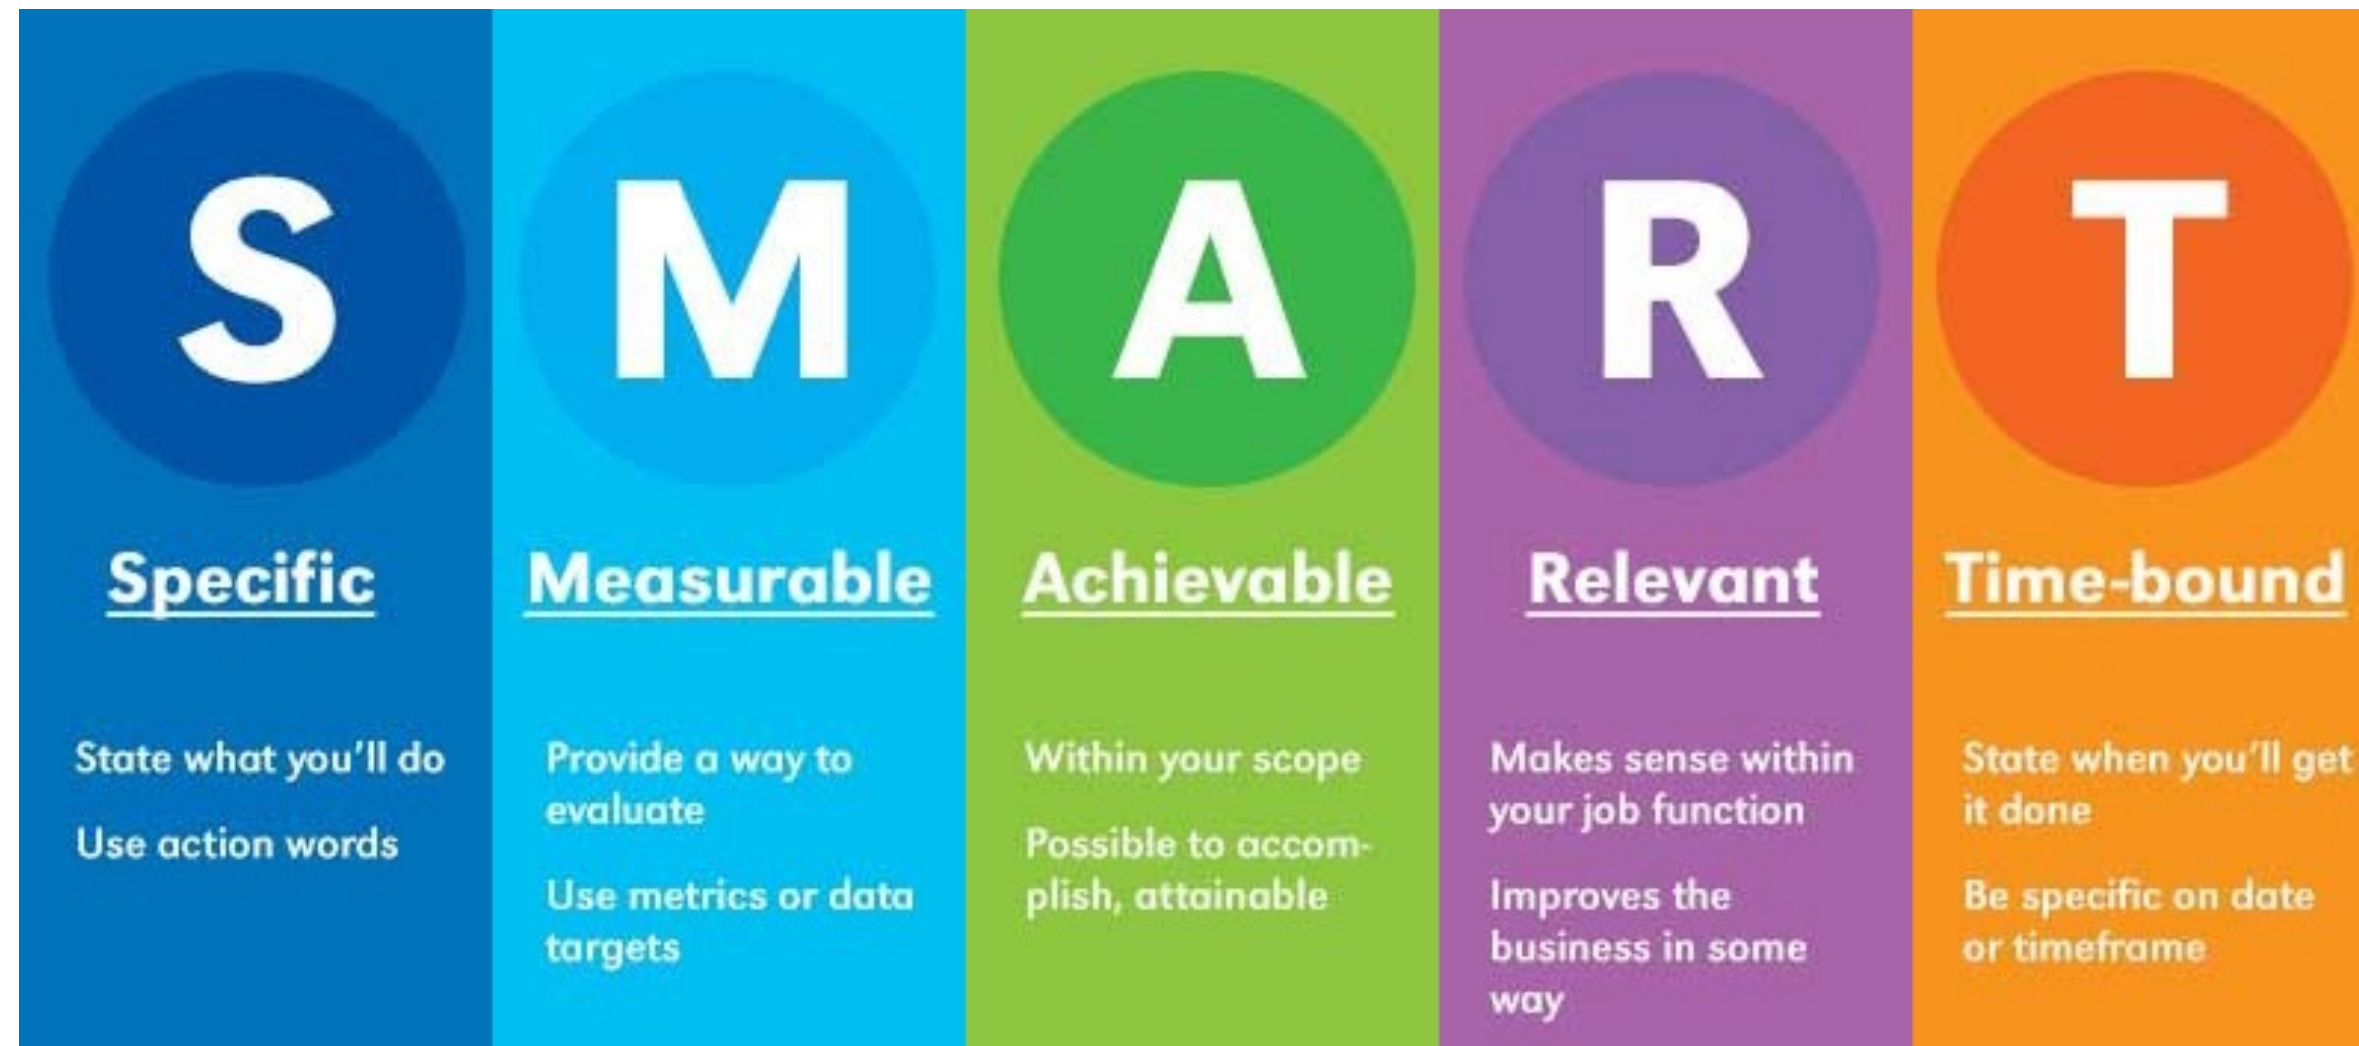 S
Specific
State what you'll do
Use action words
M
Measurable
Provide a way to
evaluate
Use metrics or data
targets
A
Achievable
Within your scope
Possible to accom-
plish, attainable
R
Relevant
Makes sense within
your job function
Improves the
business in some
way
T
Time-bound
State when you'll get
it done
Be specific on date
or timeframe